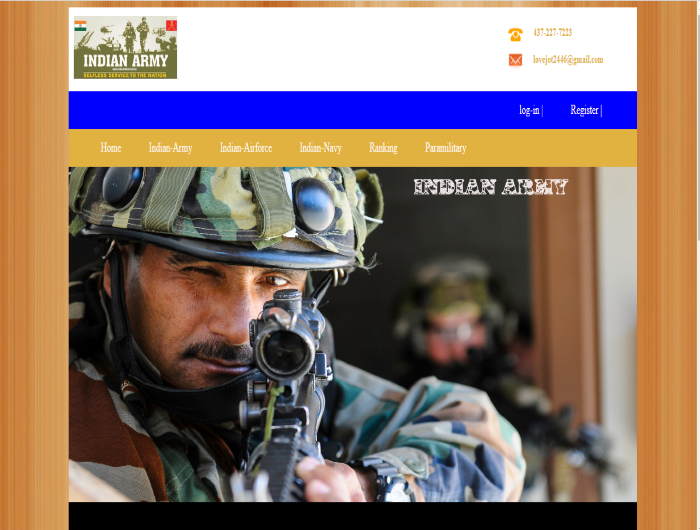 INDIAN ARMY
SELFLESS SERVICE TO THE NATION
437-227-7223
lovejot2446@gmail.com
log-in |
Register |
Home Indian-Army Indian-Airforce Indian-Navy Ranking Paramilitary
INDIAN ARMY